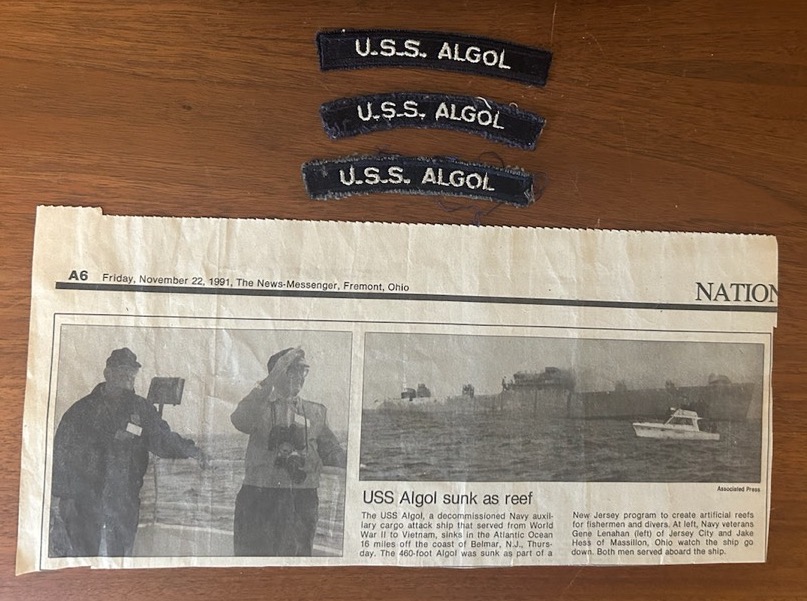 U.S.S. ALGOL
U.S.S. ALGOL
U.S.S. ALGOL
A6 Friday, November 22, 1991, The News-Messenger, Fremont, Ohio
NATION
Associated Press
USS Algol sunk as reef
The USS Algol, a decommissioned Navy auxil-
iary cargo attack ship that served from World
War II to Vietnam, sinks in the Atlantic Ocean
16 miles off the coast of Belmar, N.J., Thurs-
day. The 460-foot Algol was sunk as part of a
New Jersey program to create artificial reefs
for fishermen and divers. At left, Navy veterans
Gene Lenahan (left) of Jersey City and Jake
Hess of Massillon, Ohio watch the ship go
down. Both men served aboard the ship.